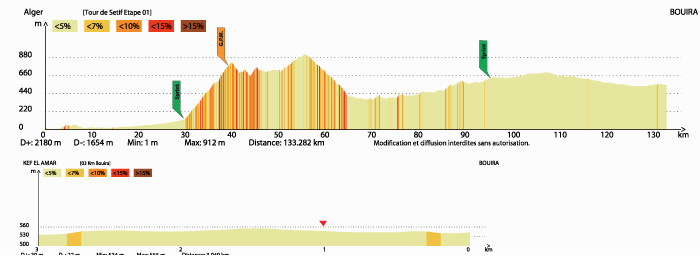 Alger [Tour de Setif Etape 01] BOUIRA
m
<5% <7% <10% <15% >15%
G.P.M.
Sprint
Sprint
880
660
440
220
0
0 10 20 30 40 50 60 70 80 90 100 110 120 130 km
D+: 2180 m D-: 1654 m Min: 1 m Max: 912 m Distance: 133.282 km Modification et diffusion interdites sans autorisation.
KEF EL AMAR (03 Km Bouira) BOUIRA
m
<5% <7% <10% <15% >15%
560
530
500
3 2 1 0 km